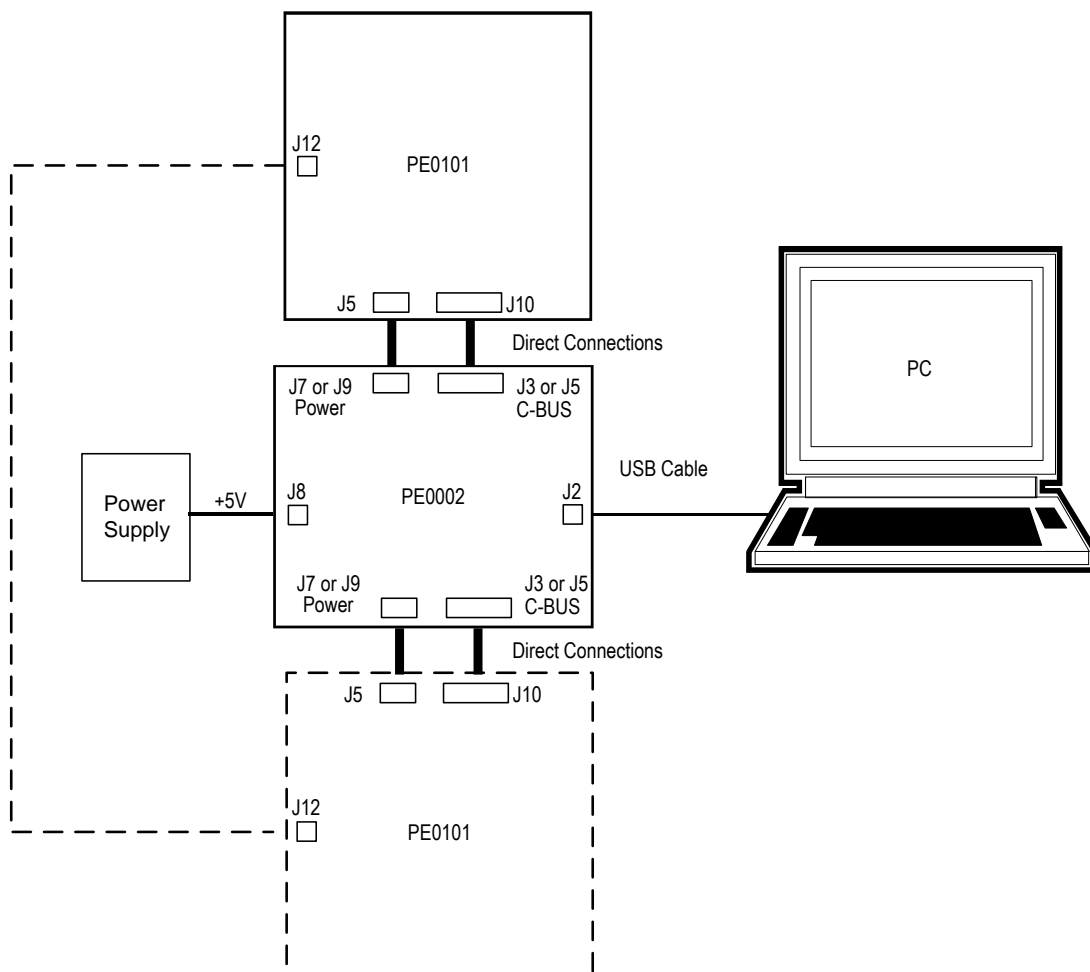 J12
PE0101
J5
J10
Direct Connections
J7 or J9
Power
J3 or J5
C-BUS
PC
USB Cable
Power
Supply
+5V
J8
PE0002
J2
J7 or J9
Power
J3 or J5
C-BUS
Direct Connections
J5
J10
J12
PE0101